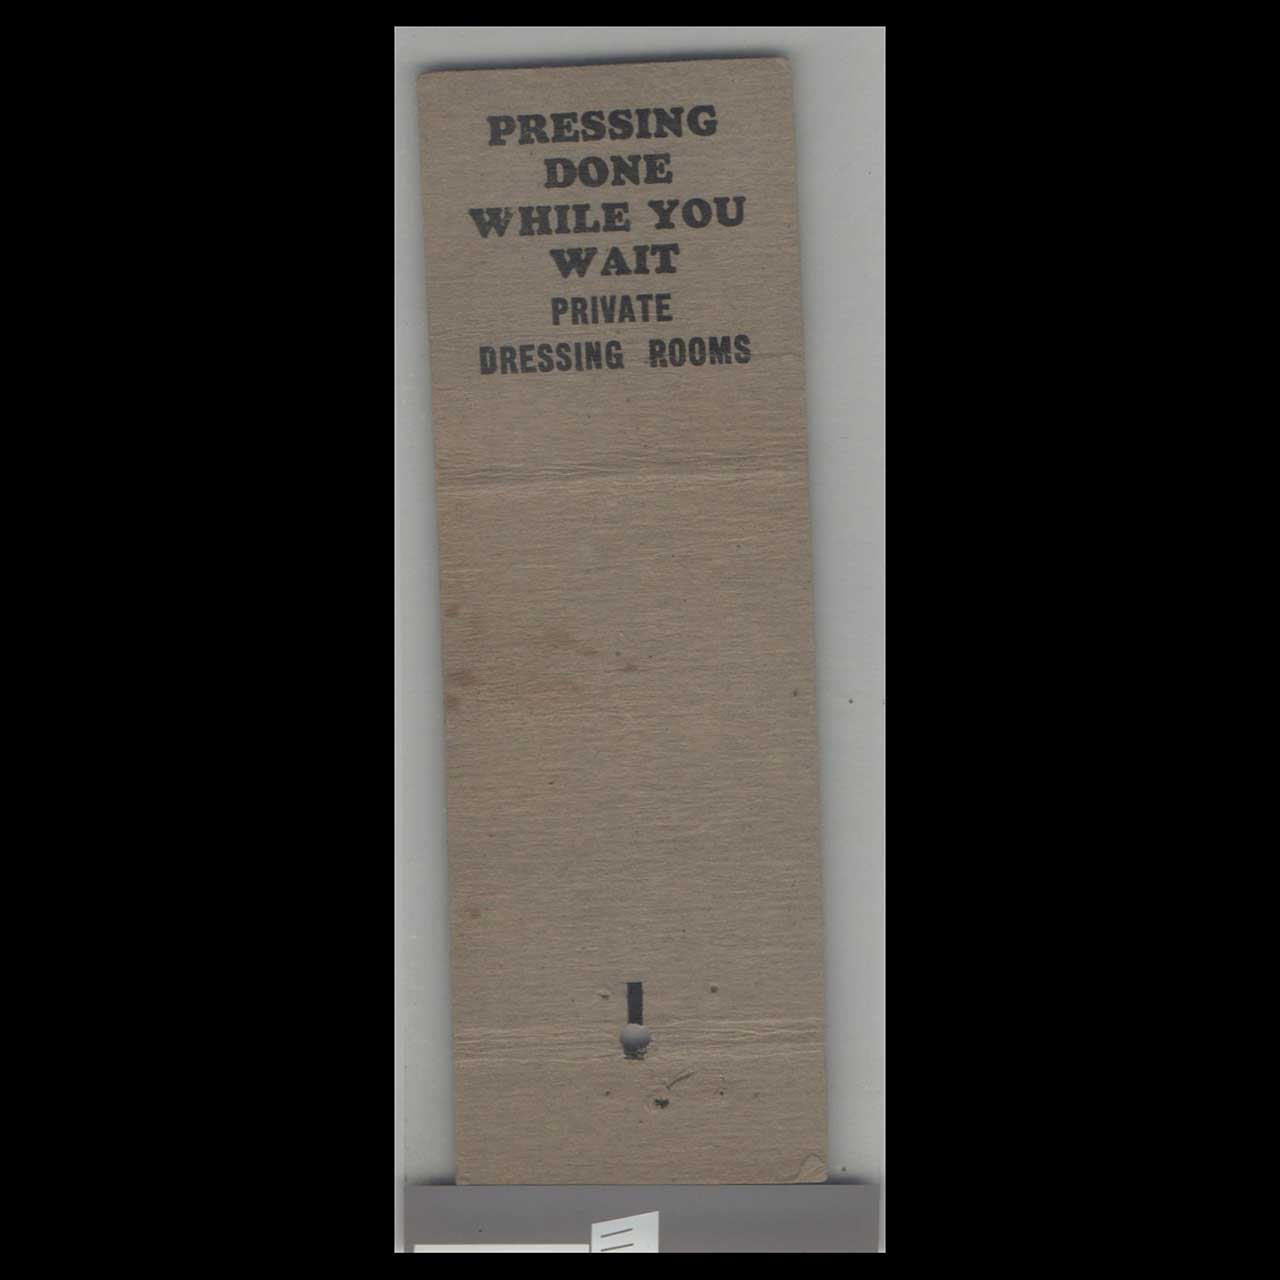 PRESSING
DONE
WHILE YOU
WAIT
PRIVATE
DRESSING ROOMS